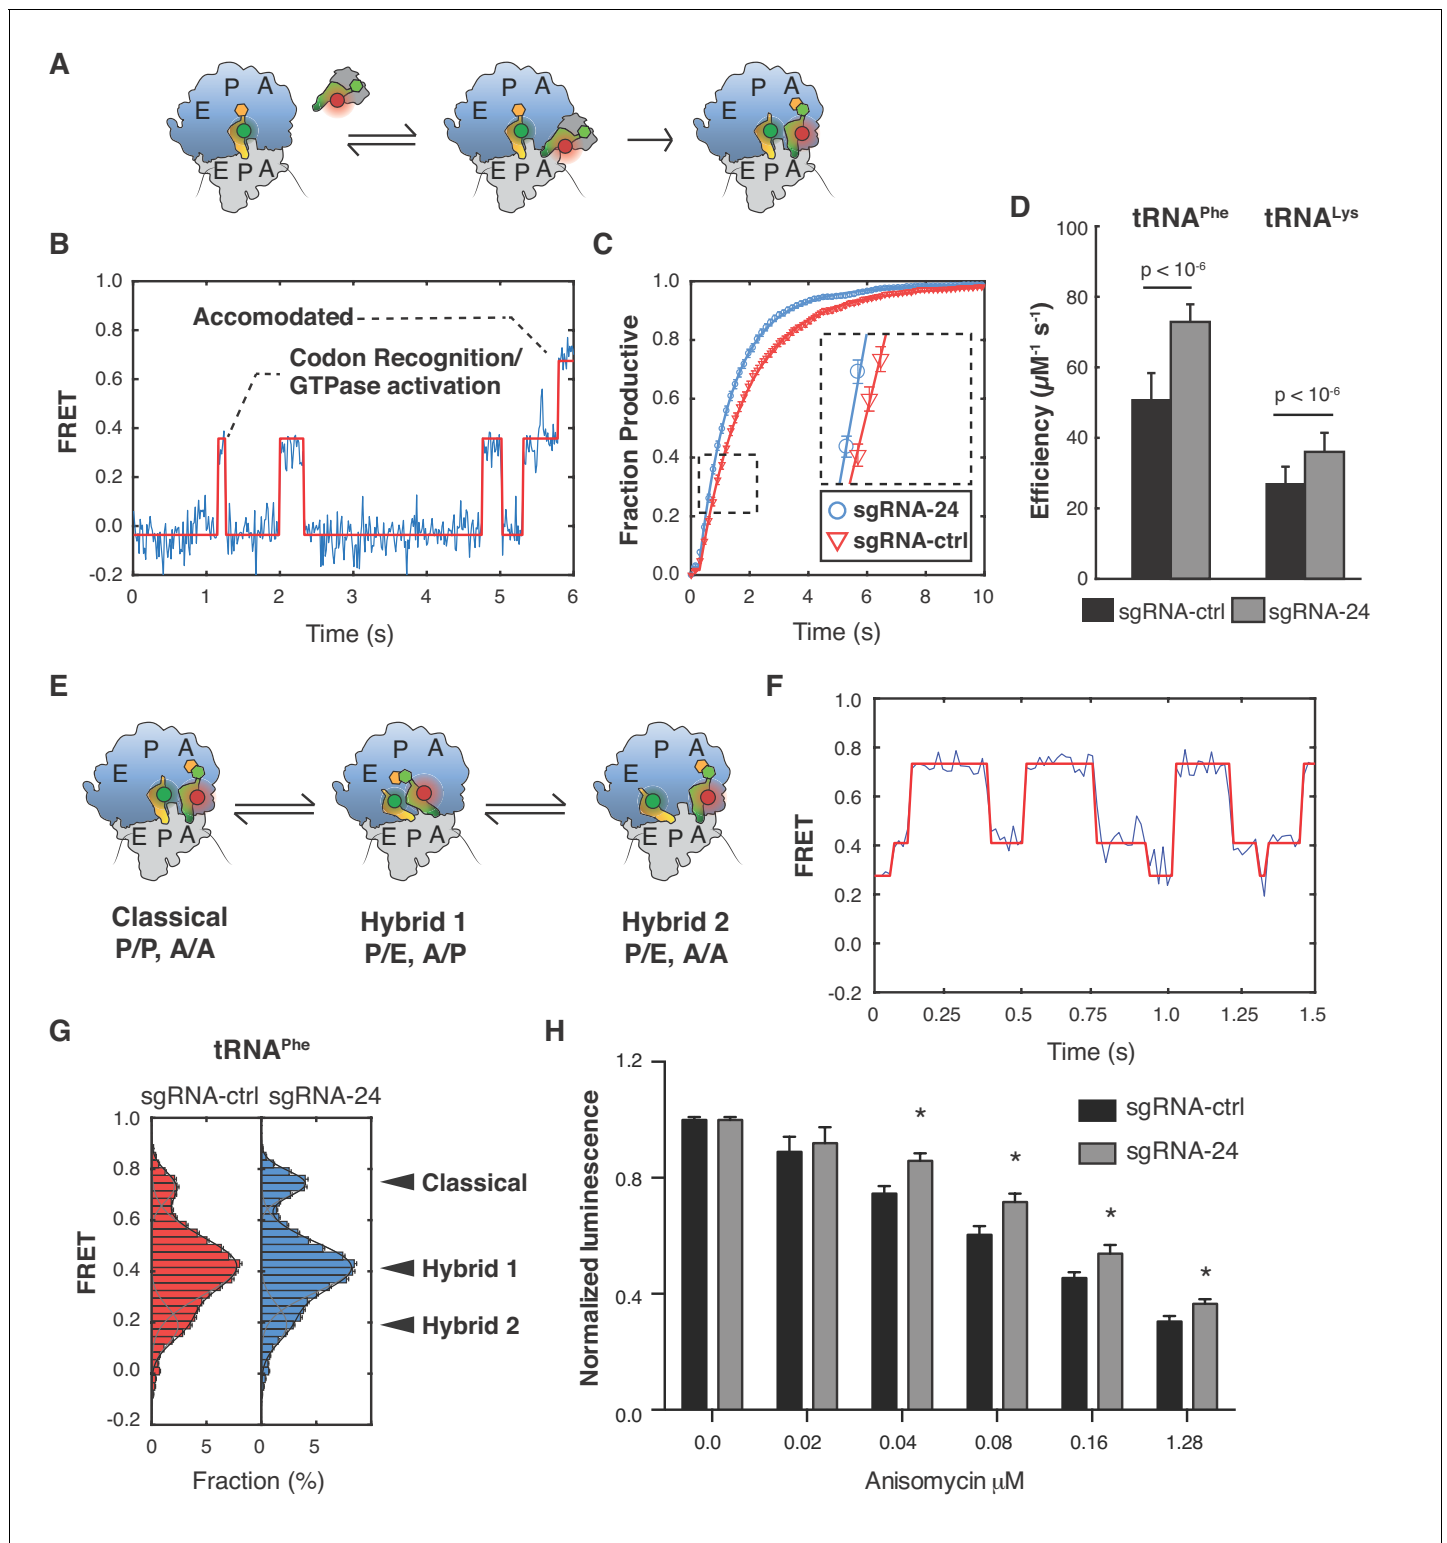 A
P A
E
E P A
P A
E
E P A
P A
E
E P A
B
1.0
0.8
0.6
0.4
0.2
0.0
-0.2
FRET
Accomodated
Codon Recognition/
GTPase activation
0 1 2 3 4 5 6
Time (s)
C
1.0
0.8
0.6
0.4
0.2
0.0
Fraction Productive
sgRNA-24
sgRNA-ctrl
0 2 4 6 8 10
Time (s)
D
tRNAPhe tRNALys
100
80
60
40
20
0
Efficiency (µM-1 s-1)
p < 10-6
p < 10-6
sgRNA-ctrl sgRNA-24
E
P A
E
E P A
Classical
P/P, A/A
P A
E
E P A
Hybrid 1
P/E, A/P
P A
E
E P A
Hybrid 2
P/E, A/A
F
1.0
0.8
0.6
0.4
0.2
0.0
-0.2
FRET
0 0.25 0.5 0.75 1.0 1.25 1.5
Time (s)
G
tRNAPhe
sgRNA-ctrl sgRNA-24
1.0
0.8
0.6
0.4
0.2
0.0
-0.2
FRET
Classical
Hybrid 1
Hybrid 2
0 5 0 5
Fraction (%)
H
1.2
0.8
0.4
0.0
Normalized luminescence
sgRNA-ctrl
sgRNA-24
* * * *
0.0 0.02 0.04 0.08 0.16 1.28
Anisomycin µM